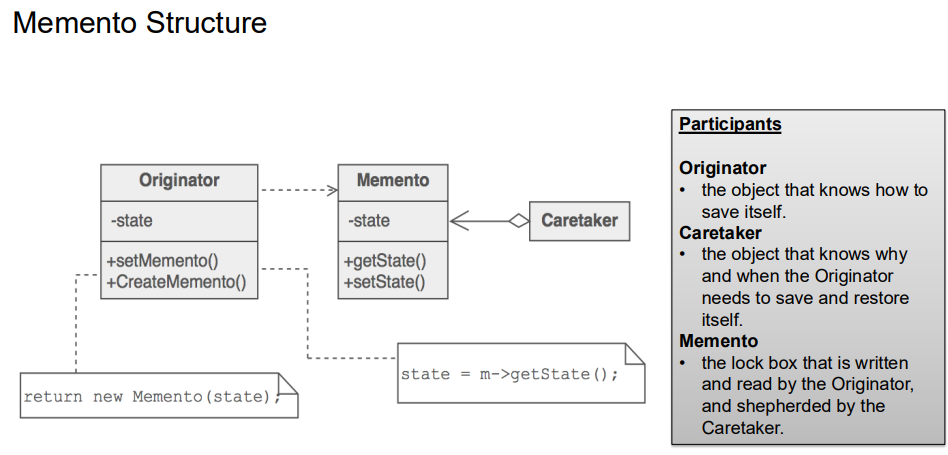 Memento Structure
Originator
-state
+setMemento()
+CreateMemento()
Memento
-state
+getState()
+setState()
Caretaker
return new Memento(state);
state = m->getState();
Participants
Originator
• the object that knows how to
save itself.
Caretaker
• the object that knows why
and when the Originator
needs to save and restore
itself.
Memento
• the lock box that is written
and read by the Originator,
and shepherded by the
Caretaker.